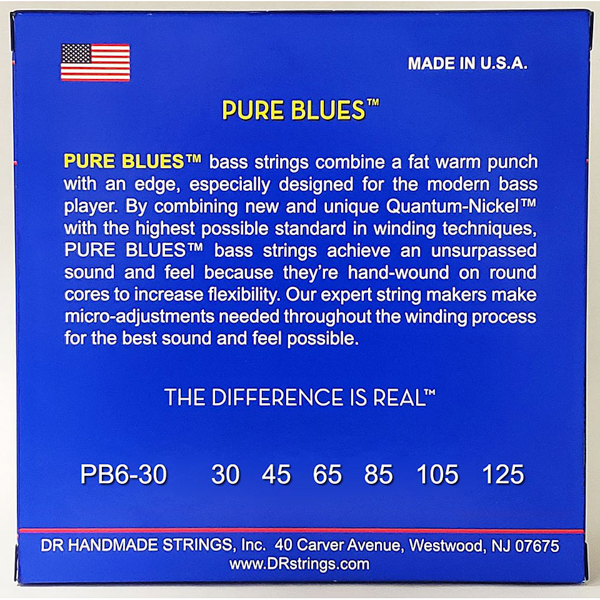 MADE IN U.S.A.
PURE BLUES™
PURE BLUES™ bass strings combine a fat warm punch
with an edge, especially designed for the modern bass
player. By combining new and unique Quantum-Nickel™
with the highest possible standard in winding techniques,
PURE BLUES™ bass strings achieve an unsurpassed
sound and feel because they're hand-wound on round
cores to increase flexibility. Our expert string makers make
micro-adjustments needed throughout the winding process
for the best sound and feel possible.
THE DIFFERENCE IS REAL™
PB6-30 30 45 65 85 105 125
DR HANDMADE STRINGS, Inc. 40 Carver Avenue, Westwood, NJ 07675
www.DRstrings.com